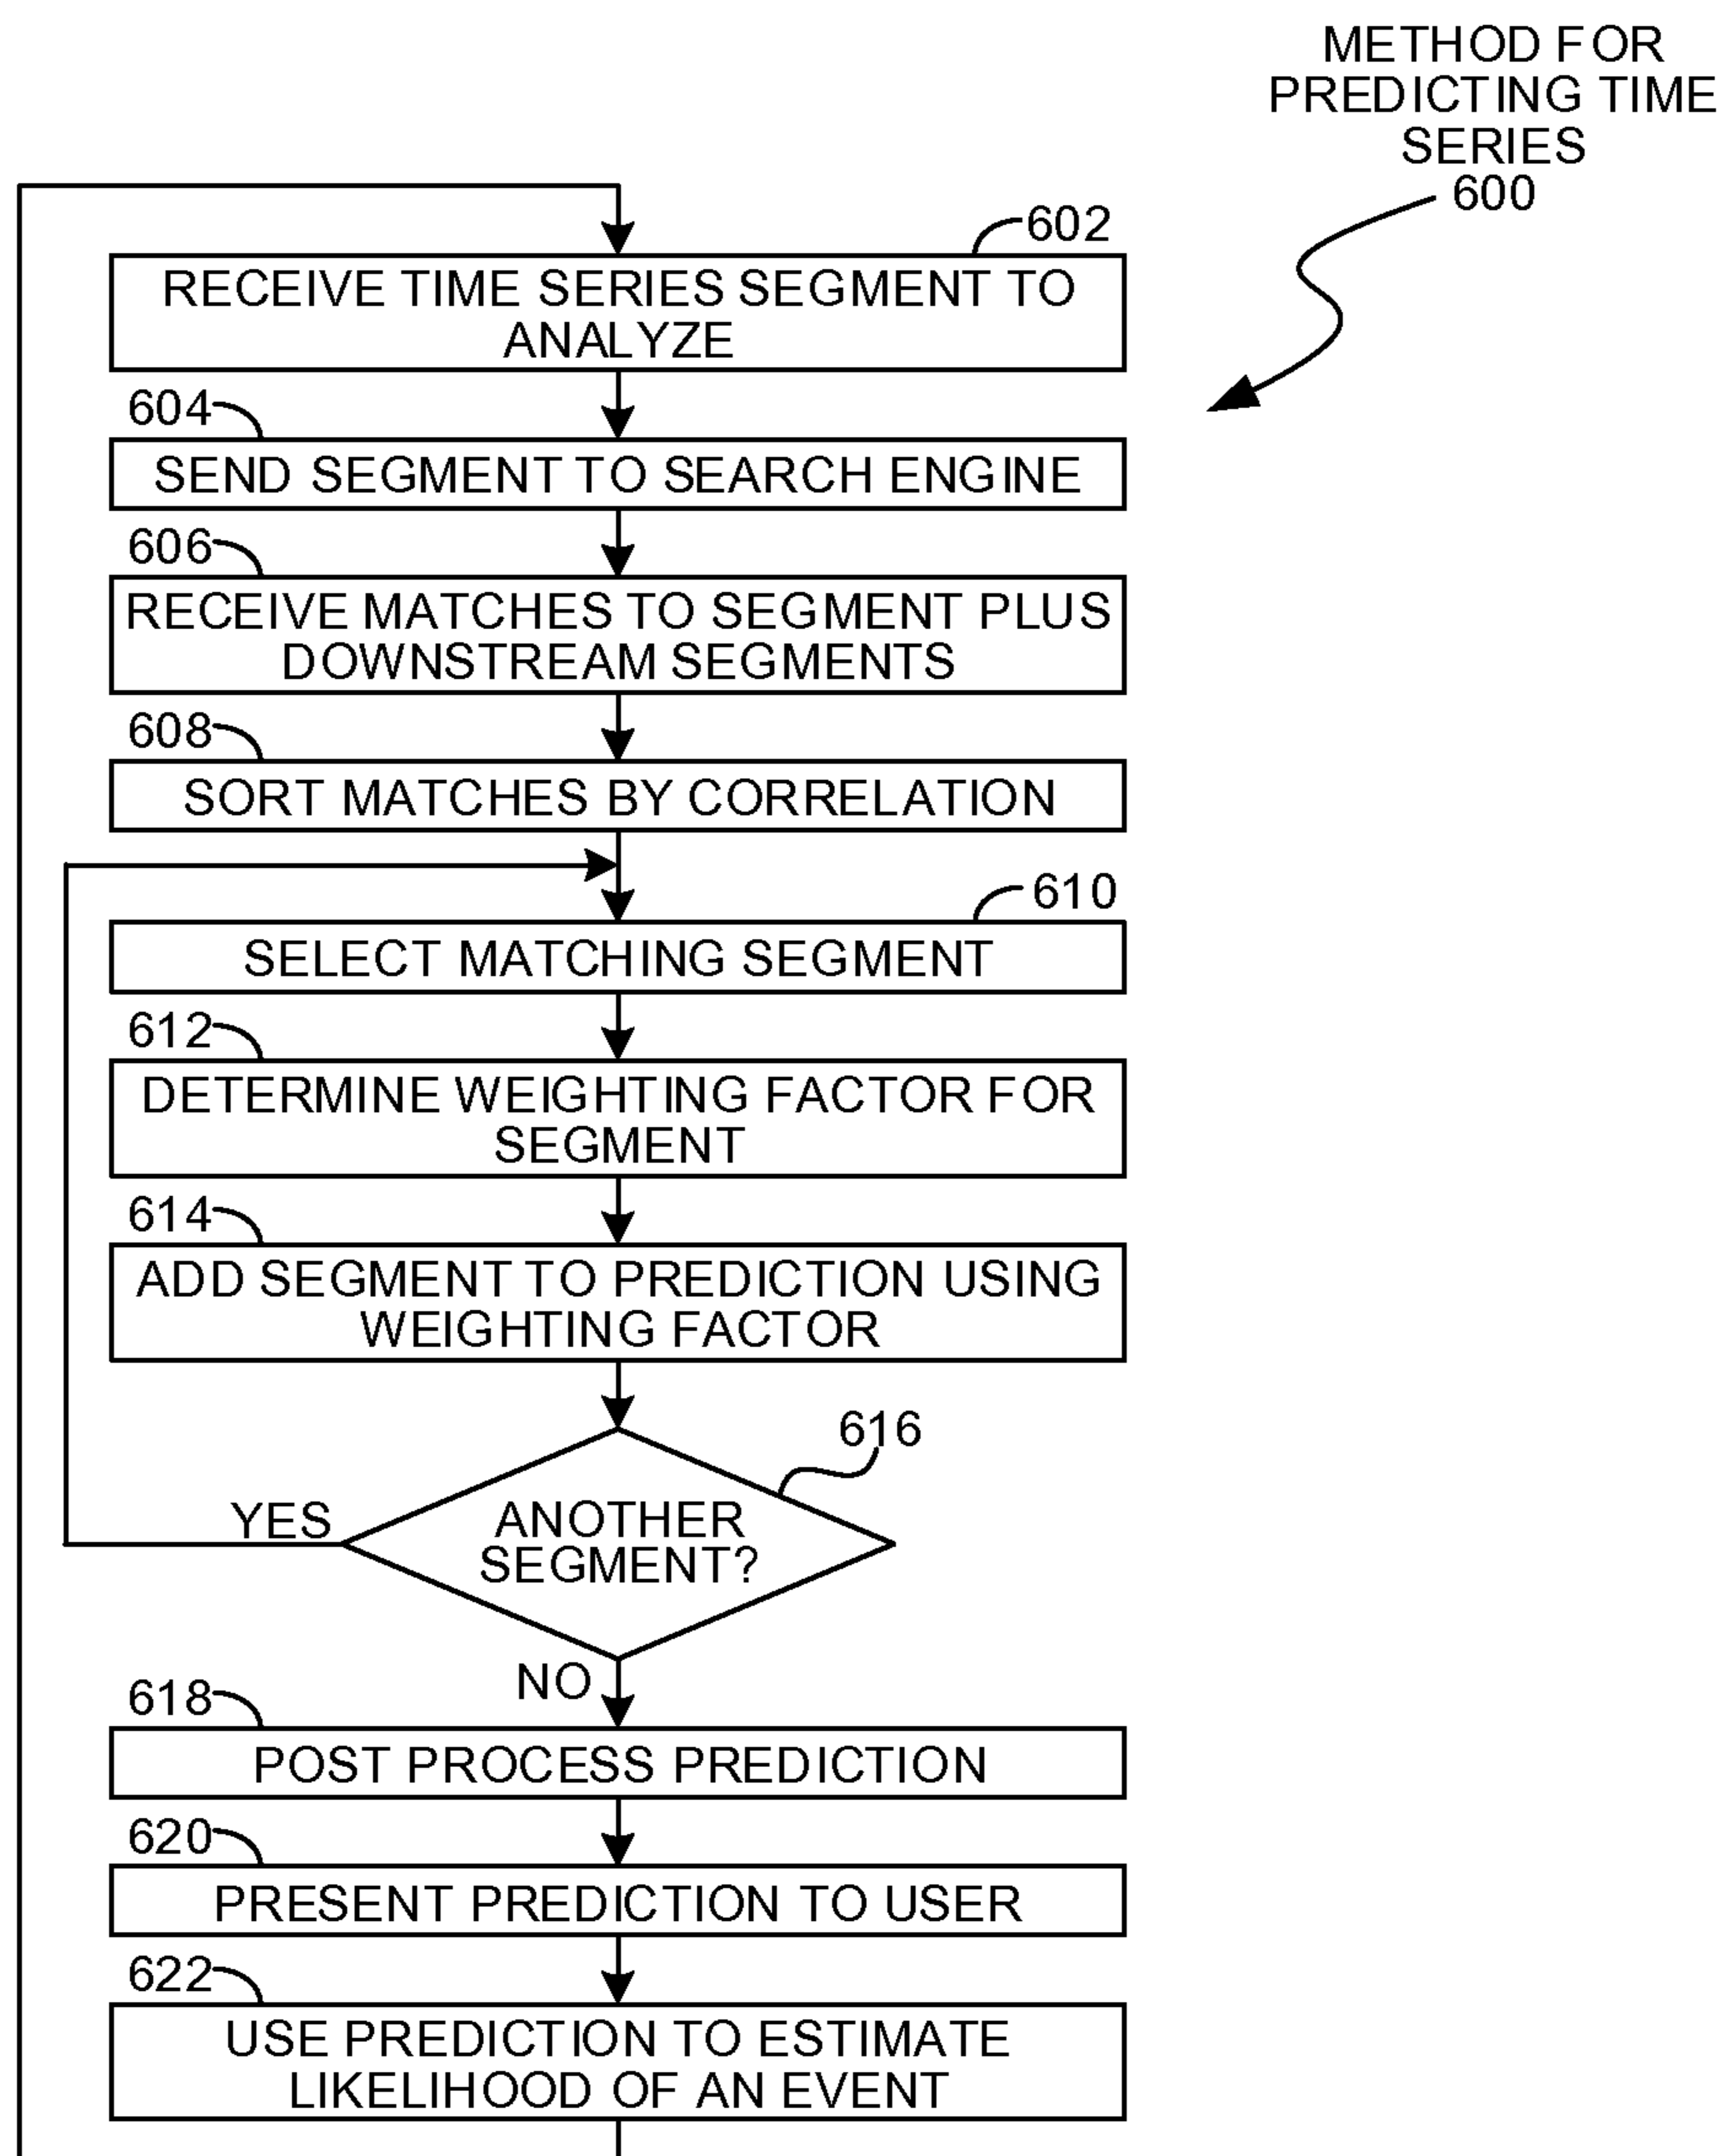 METHOD FOR
PREDICTING TIME
SERIES
600
602
RECEIVE TIME SERIES SEGMENT TO
ANALYZE
604
SEND SEGMENT TO SEARCH ENGINE
606
RECEIVE MATCHES TO SEGMENT PLUS
DOWNSTREAM SEGMENTS
608
SORT MATCHES BY CORRELATION
610
SELECT MATCHING SEGMENT
612
DETERMINE WEIGHTING FACTOR FOR
SEGMENT
614
ADD SEGMENT TO PREDICTION USING
WEIGHTING FACTOR
616
YES
ANOTHER
SEGMENT?
NO
618
POST PROCESS PREDICTION
620
PRESENT PREDICTION TO USER
622
USE PREDICTION TO ESTIMATE
LIKELIHOOD OF AN EVENT